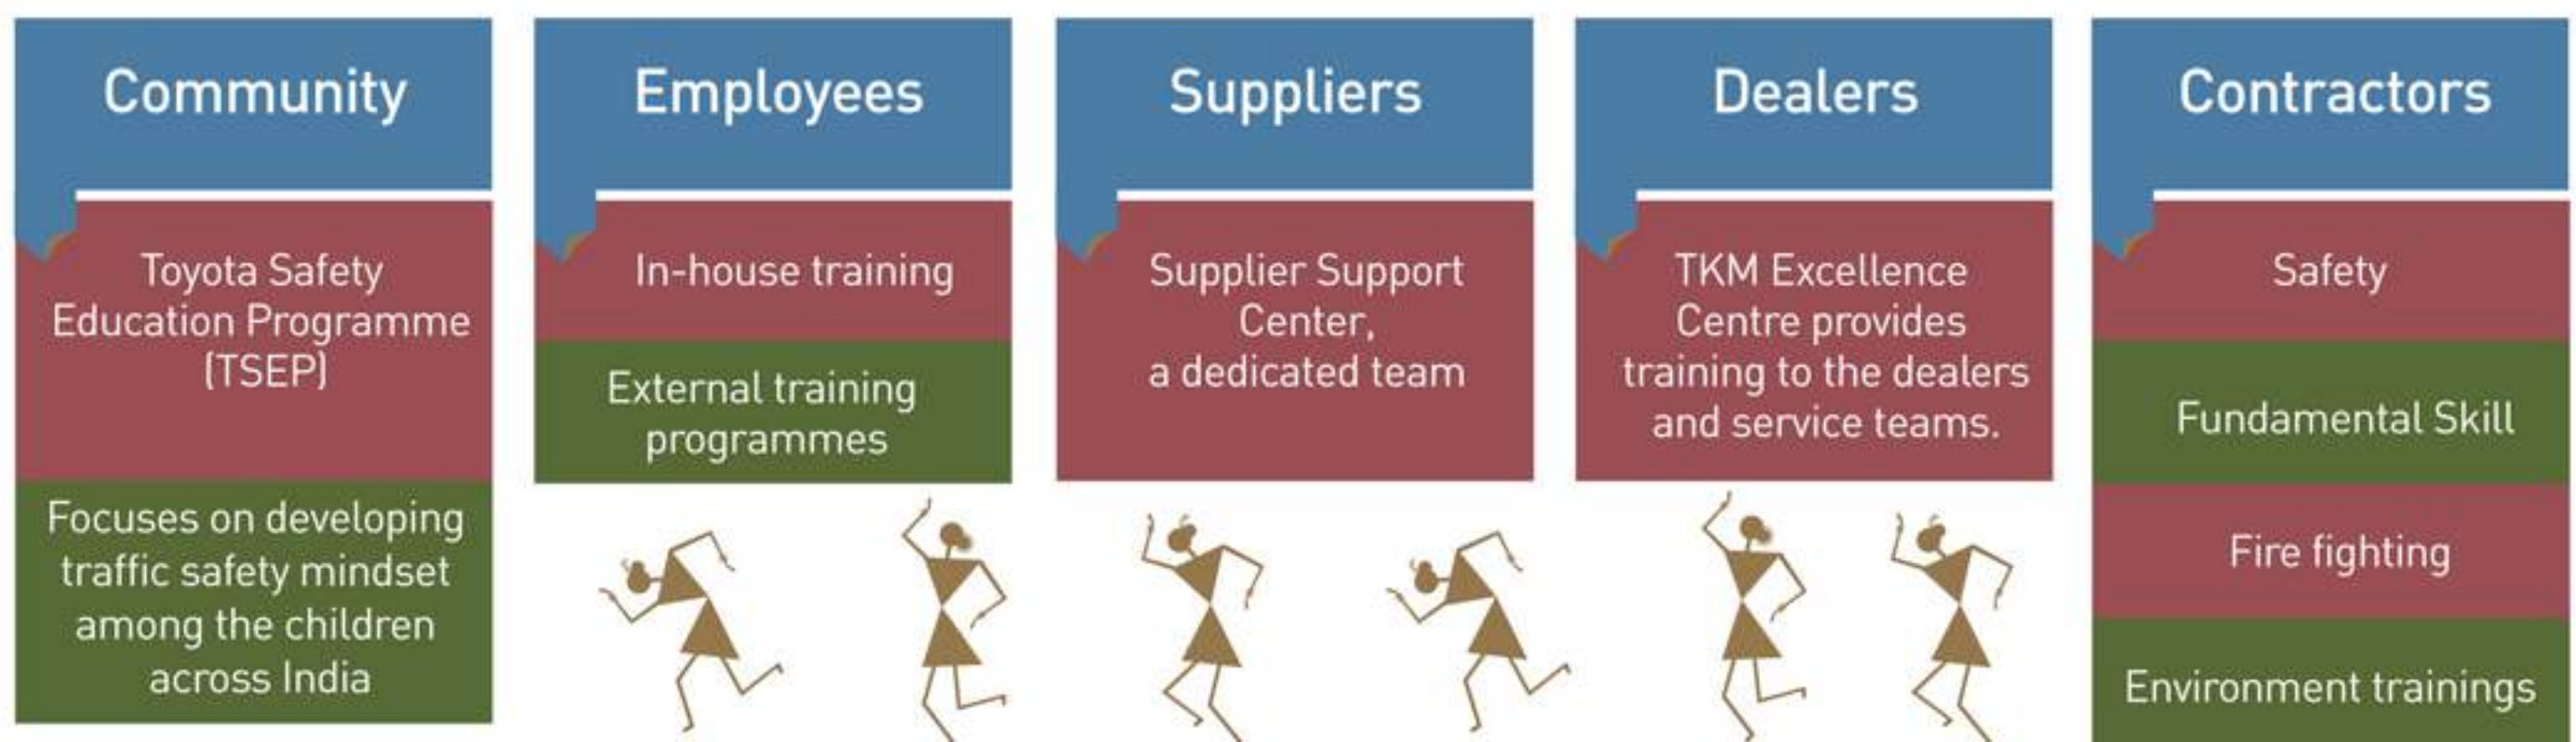 Community
Toyota Safety
Education Programme
(TSEP)
Focuses on developing
traffic safety mindset
among the children
across India
Employees
In-house training
External training
programmes
Suppliers
Supplier Support
Center,
a dedicated team
Dealers
TKM Excellence
Centre provides
training to the dealers
and service teams.
Contractors
Safety
Fundamental Skill
Fire fighting
Environment trainings